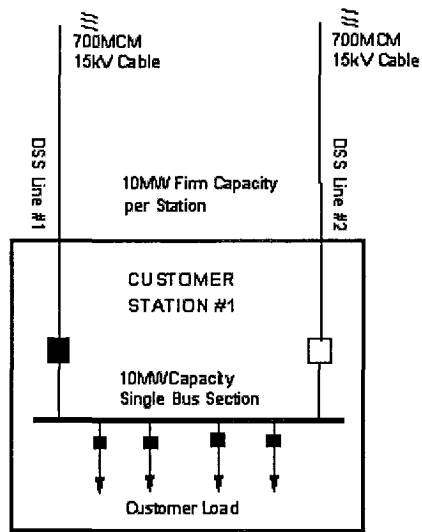 700MCM
15kV Cable
700MCM
15kV Cable
DSS Line #1
DSS Line #2
10MW Firm Capacity
per Station
CUSTOMER
STATION #1
10MWCapacity
Single Bus Section
Customer Load